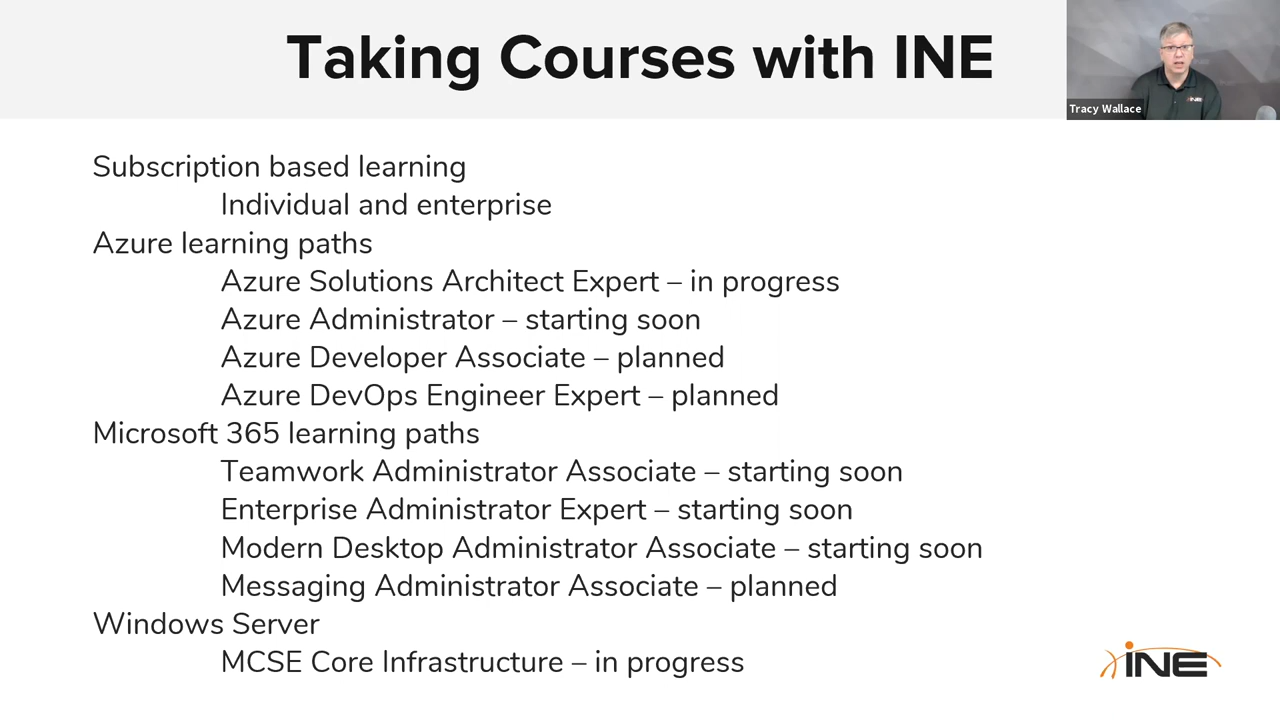 Taking Courses with INE
Tracy Wallace
Subscription based learning
Individual and enterprise
Azure learning paths
Azure Solutions Architect Expert – in progress
Azure Administrator – starting soon
Azure Developer Associate – planned
Azure DevOps Engineer Expert – planned
Microsoft 365 learning paths
Teamwork Administrator Associate – starting soon
Enterprise Administrator Expert – starting soon
Modern Desktop Administrator Associate – starting soon
Messaging Administrator Associate – planned
Windows Server
MCSE Core Infrastructure – in progress
iNE